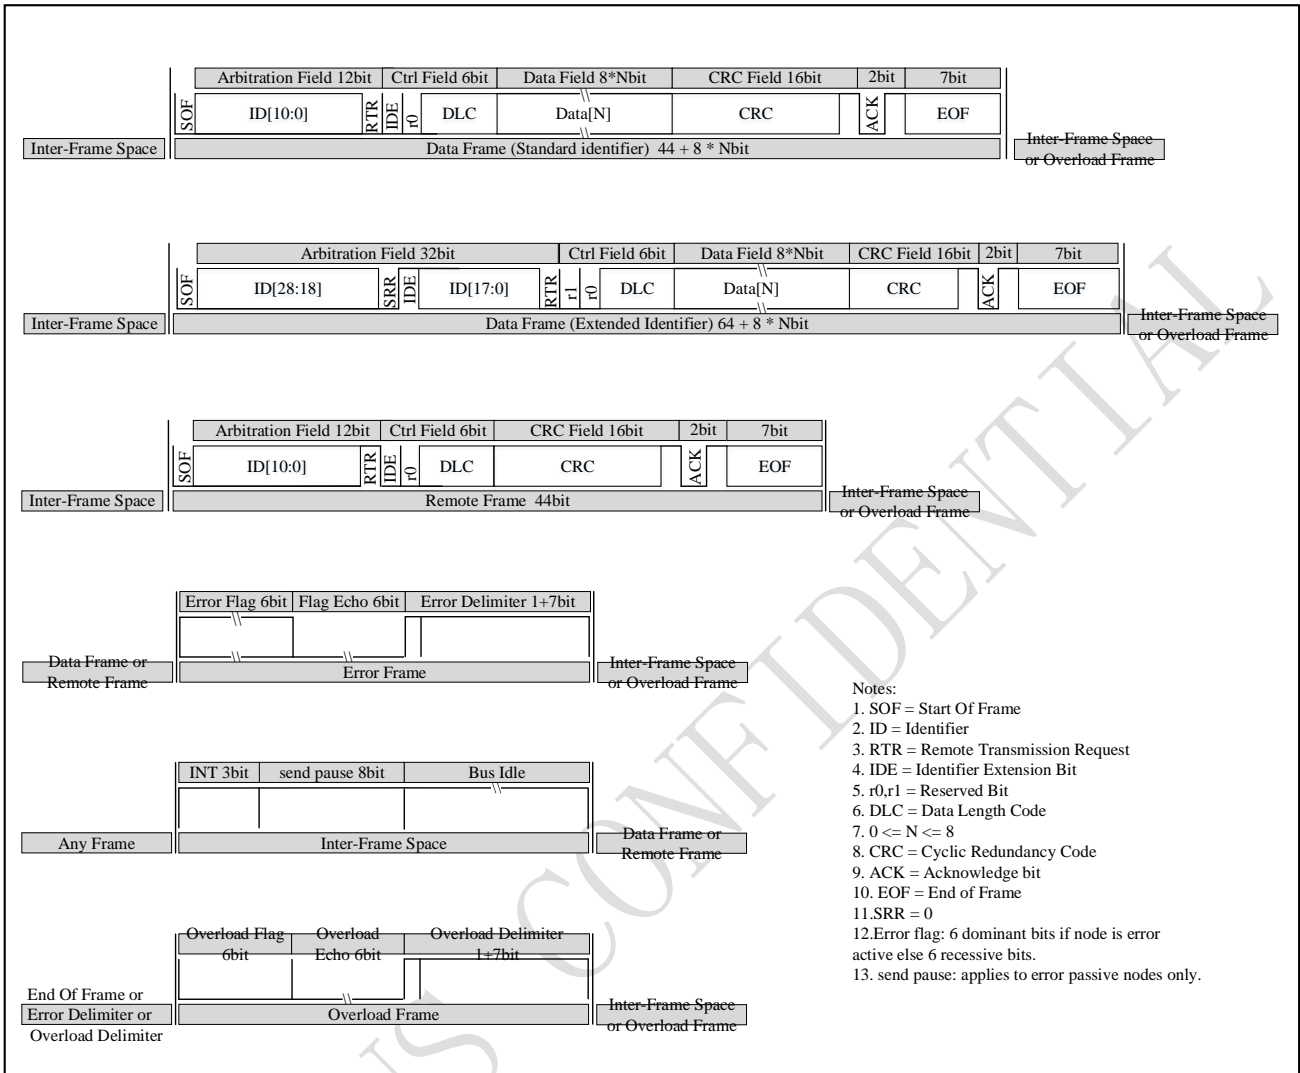 Arbitration Field 12bit Ctrl Field 6bit Data Field 8*Nbit CRC Field 16bit 2bit 7bit
SOF ID[10:0] RTR IDE r0 DLC Data[N] CRC ACK EOF
Inter-Frame Space Data Frame (Standard identifier) 44 + 8 * Nbit Inter-Frame Space
or Overload Frame
Arbitration Field 32bit Ctrl Field 6bit Data Field 8*Nbit CRC Field 16bit 2bit 7bit
SOF ID[28:18] SRR IDE ID[17:0] RTR r1 r0 DLC Data[N] CRC ACK EOF
Inter-Frame Space Data Frame (Extended Identifier) 64 + 8 * Nbit Inter-Frame Space
or Overload Frame
Arbitration Field 12bit Ctrl Field 6bit CRC Field 16bit 2bit 7bit
SOF ID[10:0] RTR IDE r0 DLC CRC ACK EOF
Inter-Frame Space Remote Frame 44bit Inter-Frame Space
or Overload Frame
Error Flag 6bit Flag Echo 6bit Error Delimiter 1+7bit
Data Frame or
Remote Frame Error Frame Inter-Frame Space
or Overload Frame
INT 3bit send pause 8bit Bus Idle
Any Frame Inter-Frame Space Data Frame or
Remote Frame
Overload Flag
6bit Overload
Echo 6bit Overload Delimiter
1+7bit
End Of Frame or
Error Delimiter or
Overload Delimiter Overload Frame Inter-Frame Space
or Overload Frame
Notes:
1. SOF = Start Of Frame
2. ID = Identifier
3. RTR = Remote Transmission Request
4. IDE = Identifier Extension Bit
5. r0,r1 = Reserved Bit
6. DLC = Data Length Code
7. 0 <= N <= 8
8. CRC = Cyclic Redundancy Code
9. ACK = Acknowledge bit
10. EOF = End of Frame
11.SRR = 0
12.Error flag: 6 dominant bits if node is error
active else 6 recessive bits.
13. send pause: applies to error passive nodes only.
US CONFIDENTIAL